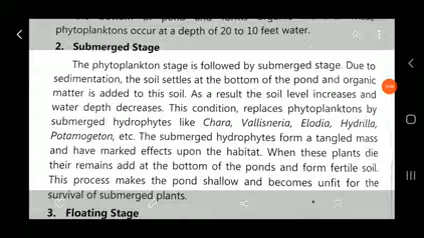 phytoplanktons occur at a depth of 20 to 10 feet water.
2. Submerged Stage
The phytoplankton stage is followed by submerged stage. Due to
sedimentation, the soil settles at the bottom of the pond and organic
matter is added to this soil. As a result the soil level increases and
water depth decreases. This condition, replaces phytoplanktons by
submerged hydrophytes like Chara, Vallisneria, Elodia, Hydrilla,
Potamogeton, etc. The submerged hydrophytes form a tangled mass
and have marked effects upon the habitat. When these plants die
their remains add at the bottom of the ponds and form fertile soil.
This process makes the pond shallow and becomes unfit for the
survival of submerged plants.
3. Floating Stage